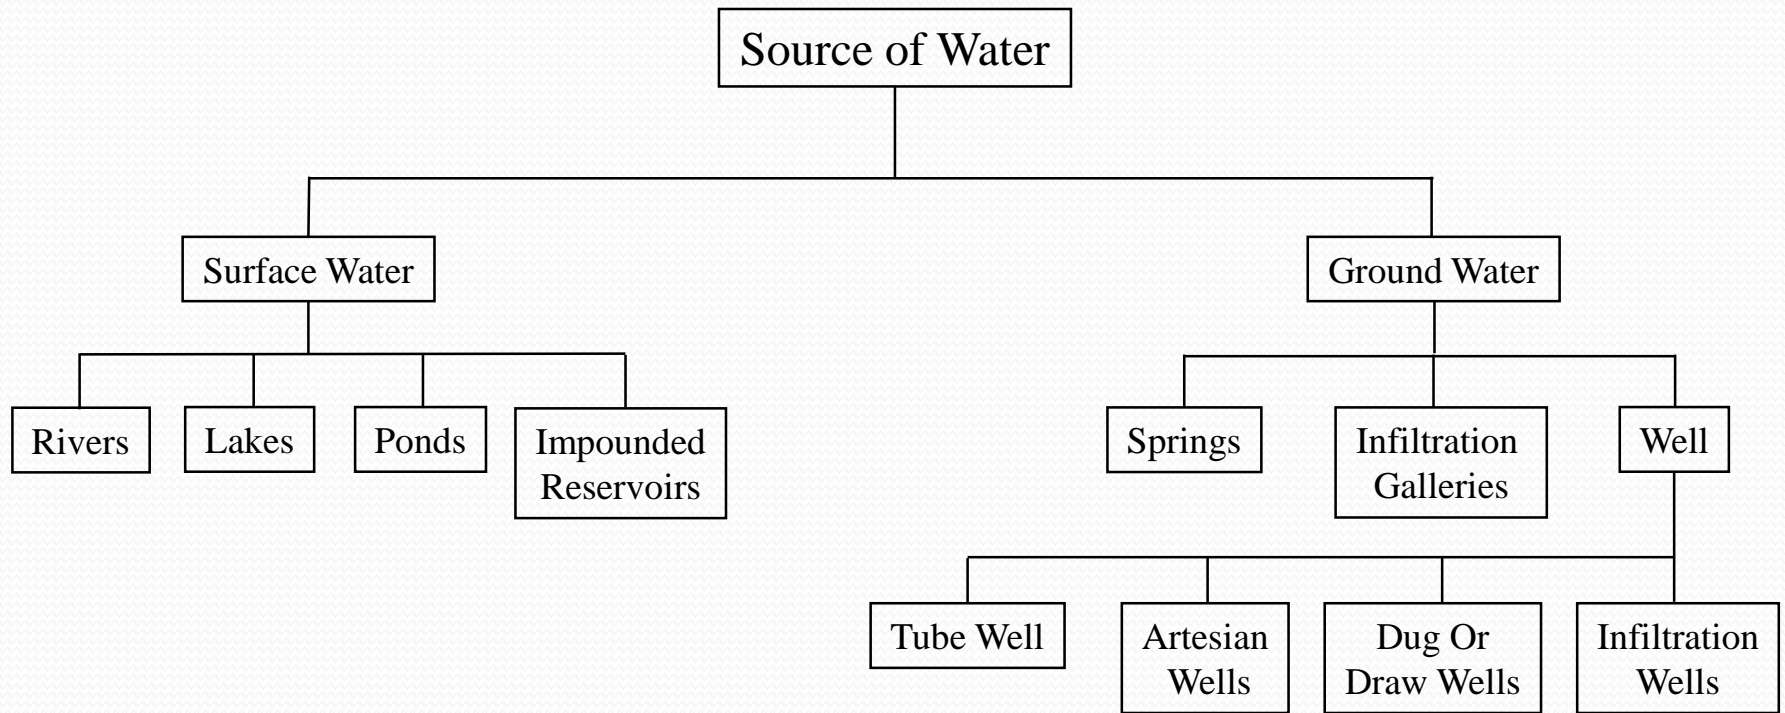 Source of Water
Surface Water
Ground Water
Rivers
Lakes
Ponds
Impounded
Reservoirs
Springs
Infiltration
Galleries
Well
Tube Well
Artesian
Wells
Dug Or
Draw Wells
Infiltration
Wells